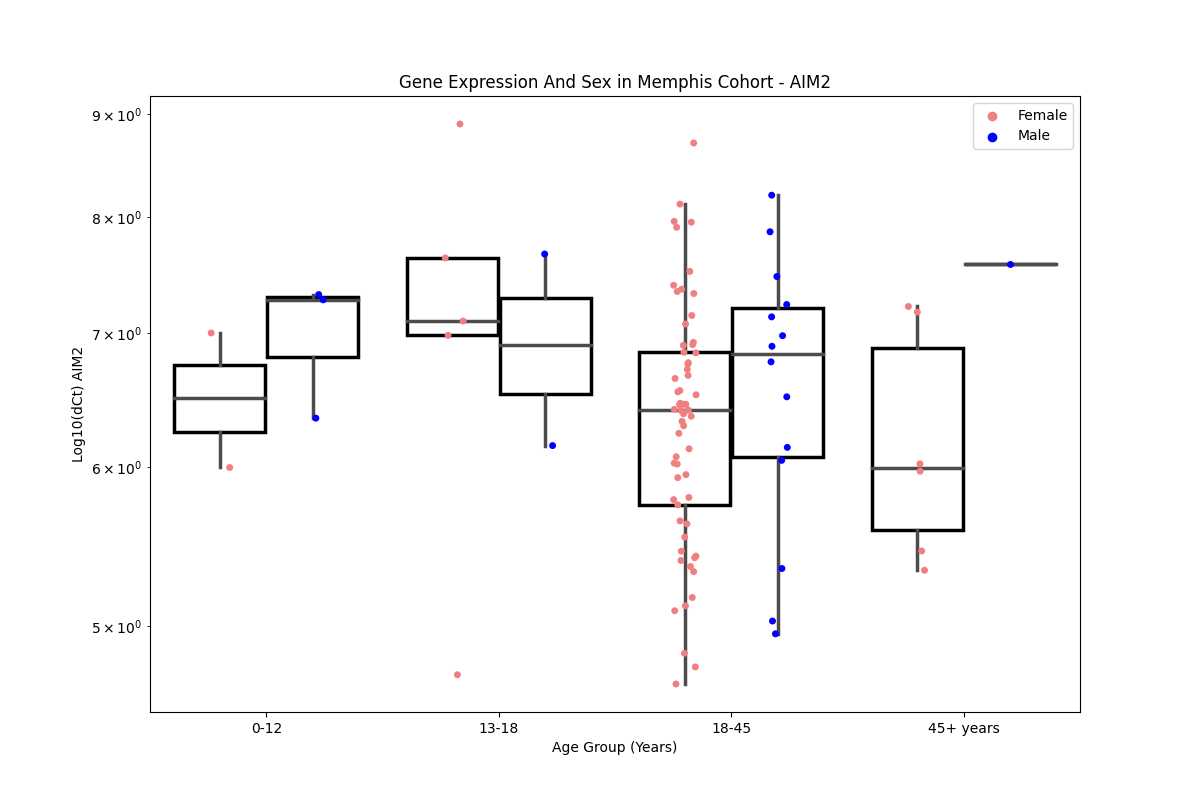 Gene Expression And Sex in Memphis Cohort - AIM2
Female
Male
Log10(dCt) AIM2
9 × 10⁰
8 × 10⁰
7 × 10⁰
6 × 10⁰
5 × 10⁰
0-12
13-18
18-45
45+ years
Age Group (Years)